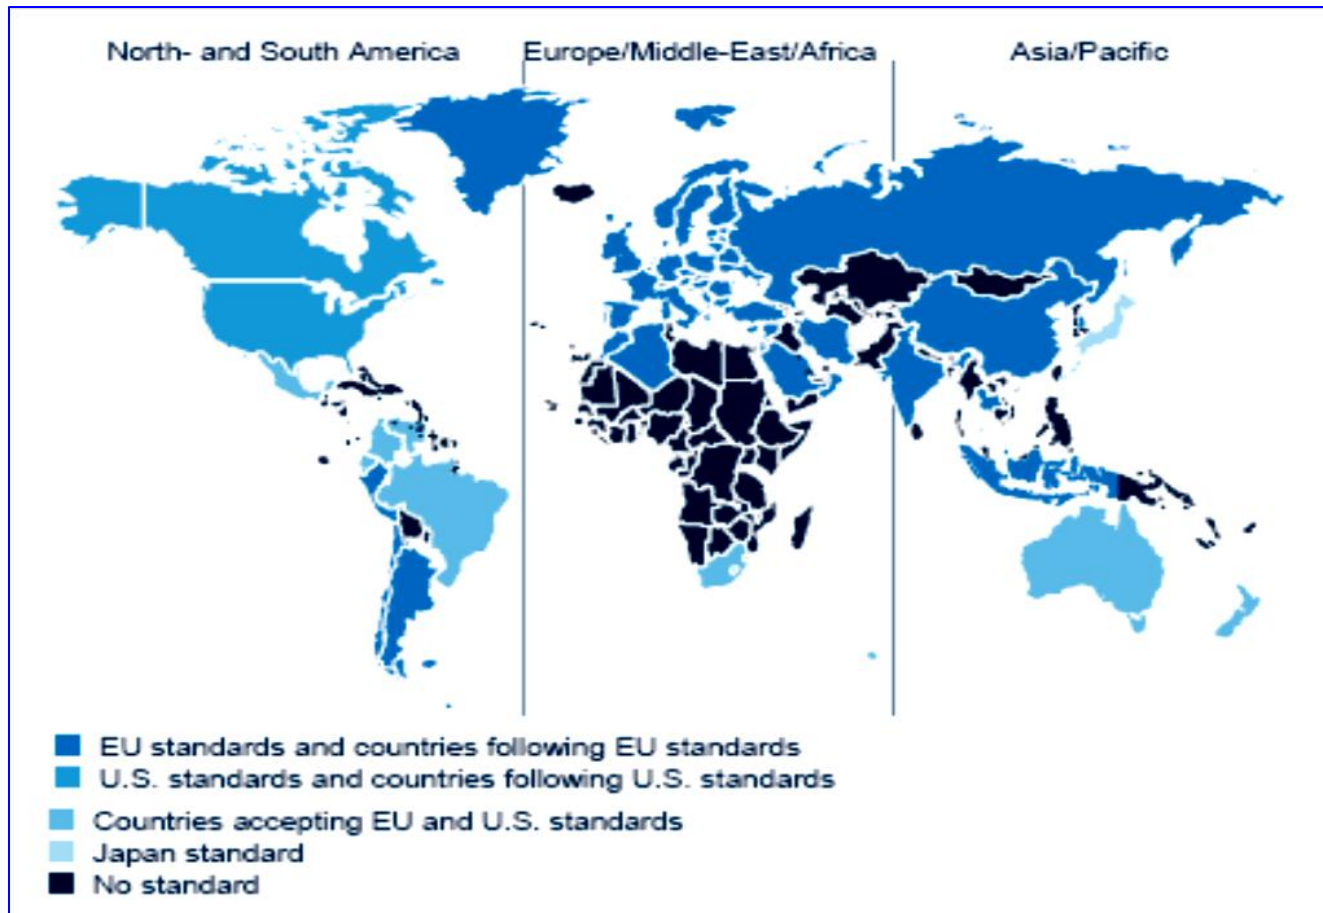 North- and South America
Europe/Middle-East/Africa
Asia/Pacific
EU standards and countries following EU standards
U.S. standards and countries following U.S. standards
Countries accepting EU and U.S. standards
Japan standard
No standard